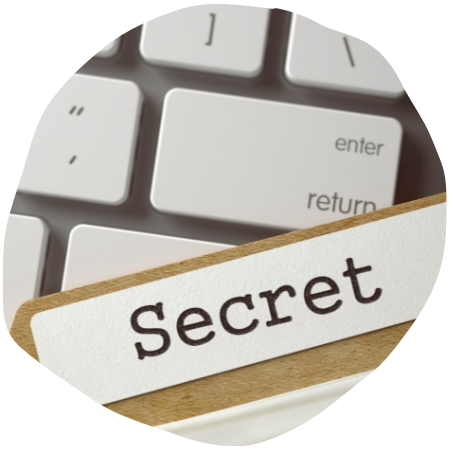 ]
\
"
'
enter
return
Secret